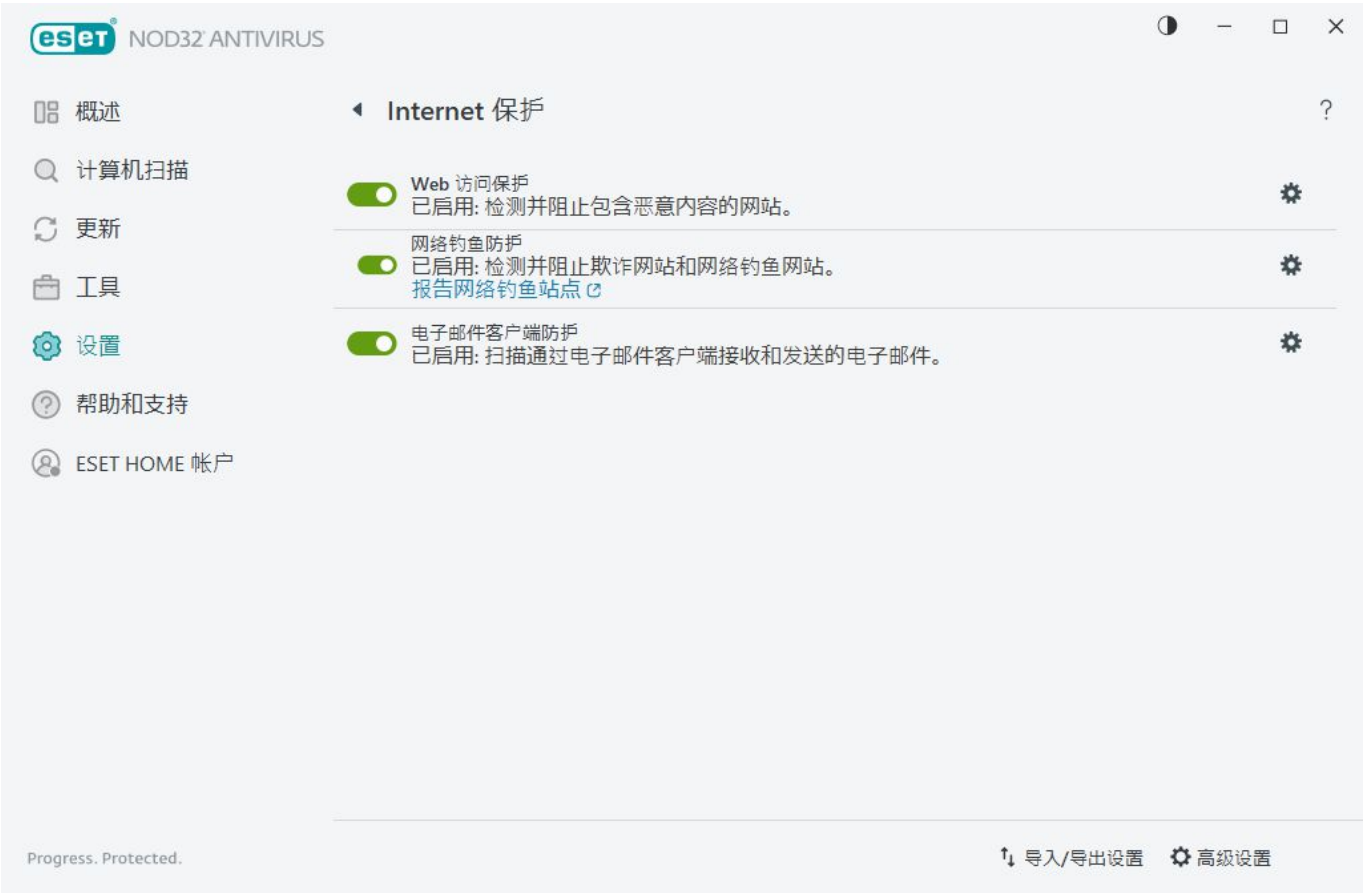 eset NOD32 ANTIVIRUS
概述
计算机扫描
更新
工具
设置
帮助和支持
ESET HOME 帐户
Internet 保护
?
Web 访问保护
已启用: 检测并阻止包含恶意内容的网站。
网络钓鱼防护
已启用: 检测并阻止欺诈网站和网络钓鱼网站。
报告网络钓鱼站点
电子邮件客户端防护
已启用: 扫描通过电子邮件客户端接收和发送的电子邮件。
Progress. Protected.
导入/导出设置 高级设置